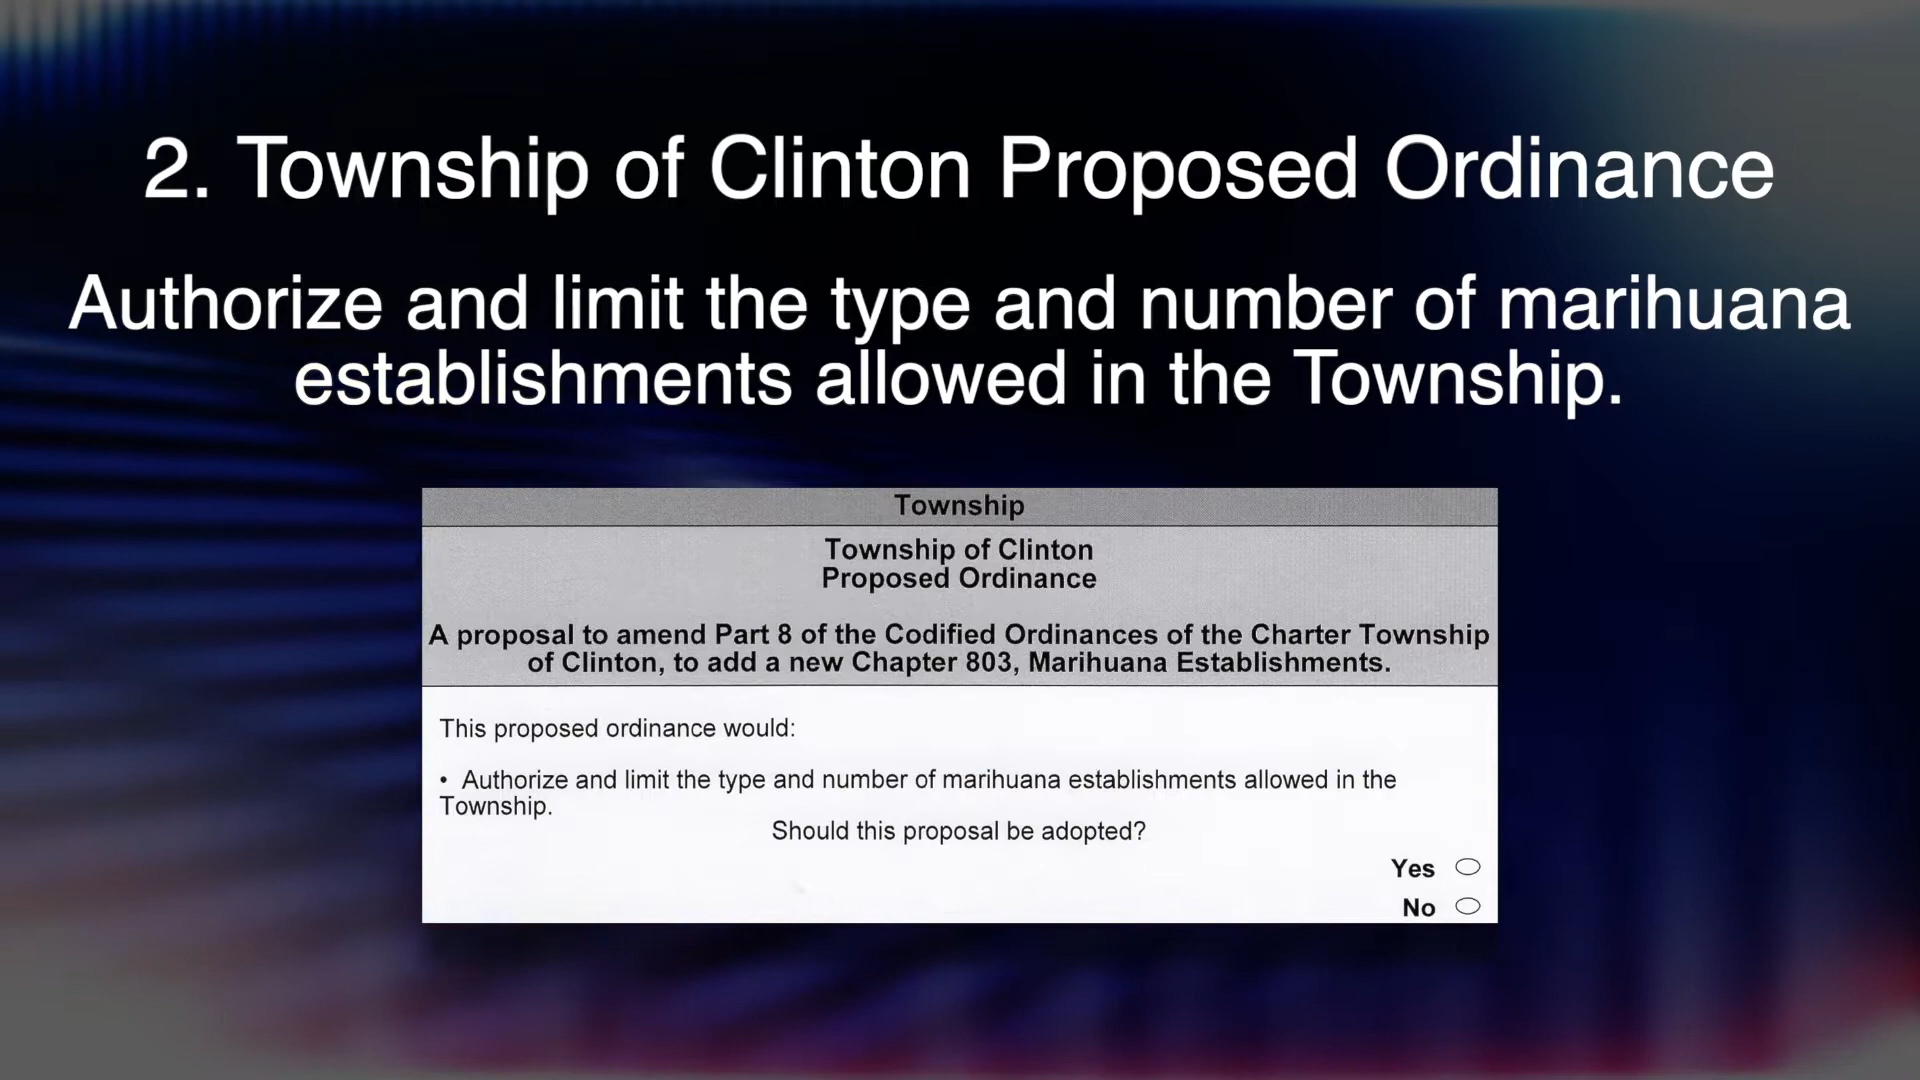 2. Township of Clinton Proposed Ordinance
Authorize and limit the type and number of marihuana
establishments allowed in the Township.
Township
Township of Clinton
Proposed Ordinance
A proposal to amend Part 8 of the Codified Ordinances of the Charter Township
of Clinton, to add a new Chapter 803, Marihuana Establishments.
This proposed ordinance would:
• Authorize and limit the type and number of marihuana establishments allowed in the
Township.
Should this proposal be adopted?
Yes
No